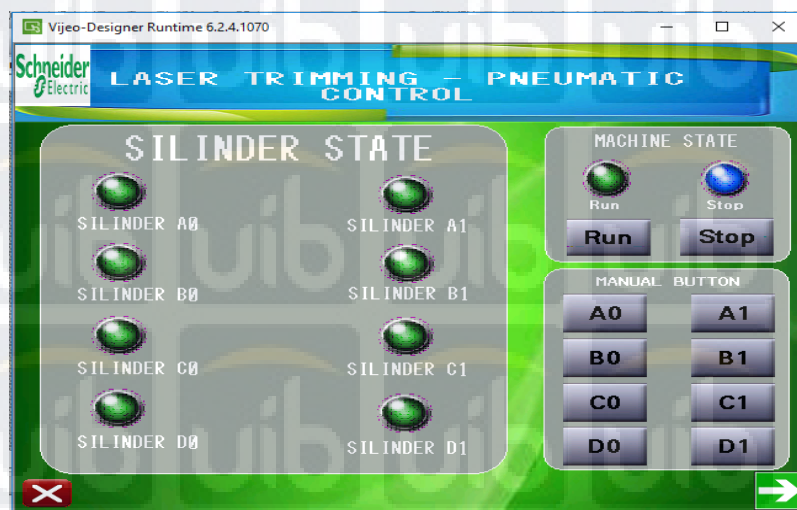 Vijeo-Designer Runtime 6.2.4.1070
Schneider
Electric
LASER TRIMMING - PNEUMATIC
CONTROL
SILINDER STATE
SILINDER A0
SILINDER A1
SILINDER B0
SILINDER B1
SILINDER C0
SILINDER C1
SILINDER D0
SILINDER D1
MACHINE STATE
Run Stop
Run Stop
MANUAL BUTTON
A0 A1
B0 B1
C0 C1
D0 D1
uib